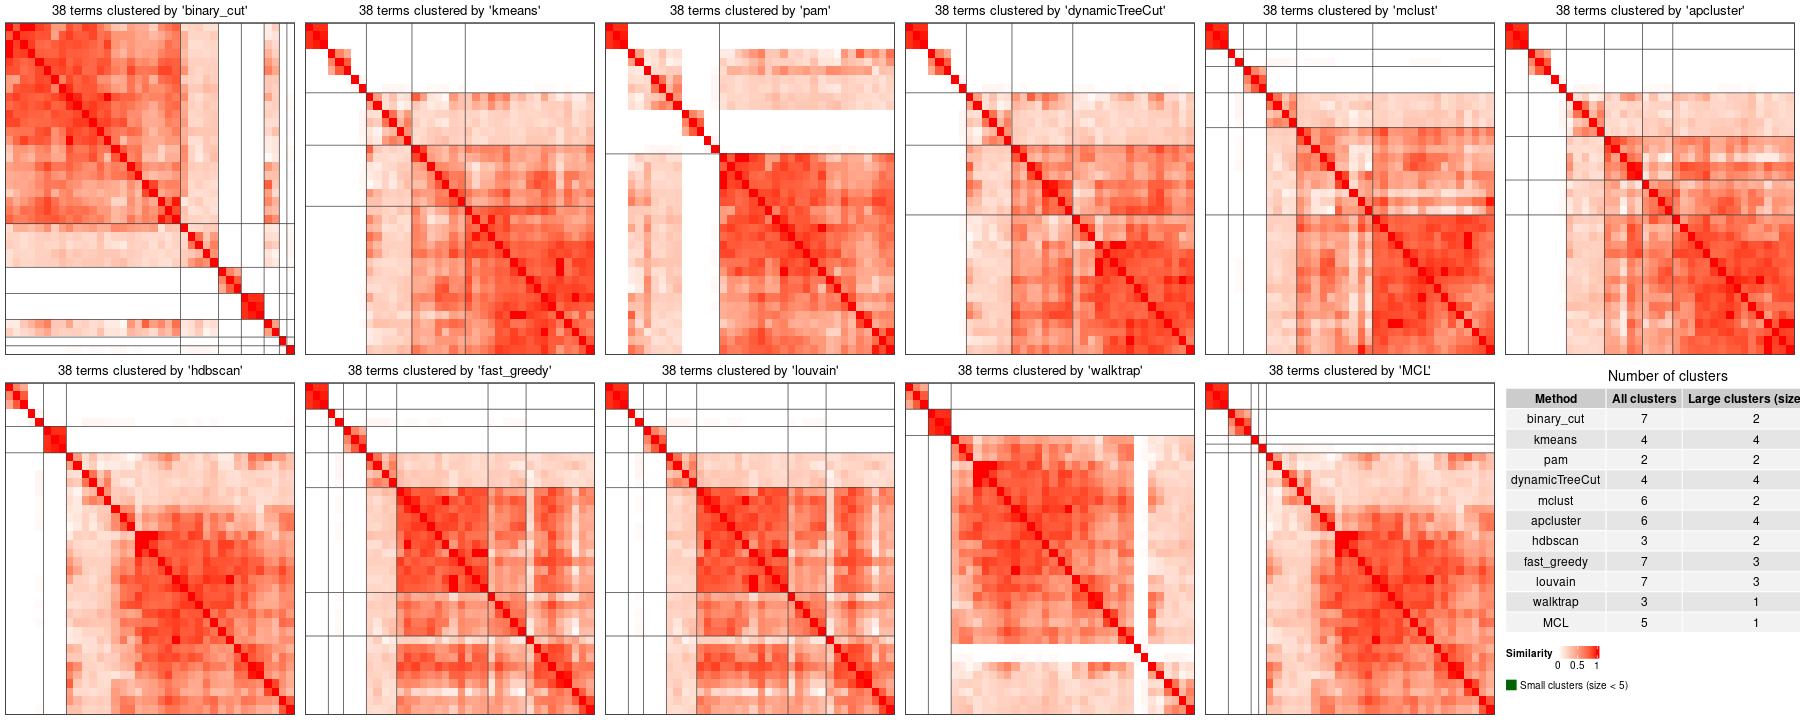 38 terms clustered by 'binary_cut'
38 terms clustered by 'kmeans'
38 terms clustered by 'pam'
38 terms clustered by 'dynamicTreeCut'
38 terms clustered by 'mclust'
38 terms clustered by 'apcluster'
38 terms clustered by 'hdbscan'
38 terms clustered by 'fast_greedy'
38 terms clustered by 'louvain'
38 terms clustered by 'walktrap'
38 terms clustered by 'MCL'
Number of clusters
Method All clusters Large clusters (size
binary_cut 7 2
kmeans 4 4
pam 2 2
dynamicTreeCut 4 4
mclust 6 2
apcluster 6 4
hdbscan 3 2
fast_greedy 7 3
louvain 7 3
walktrap 3 1
MCL 5 1
Similarity
0 0.5 1
Small clusters (size < 5)